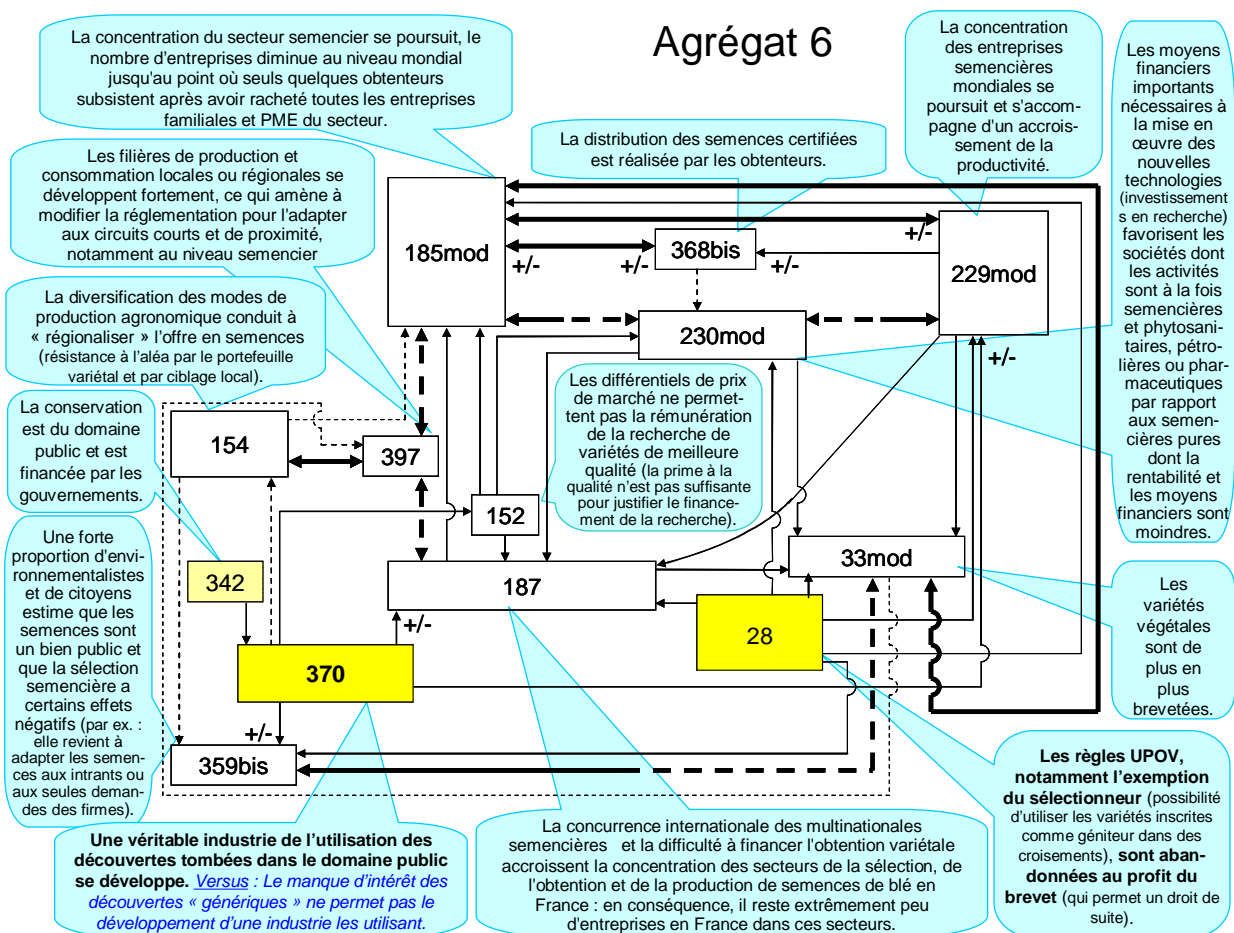 Agrégat 6
La concentration du secteur semencier se poursuit, le
nombre d'entreprises diminue au niveau mondial
jusqu'au point où seuls quelques obtenteurs
subsistent après avoir racheté toutes les entreprises
familiales et PME du secteur.
La concentration
des entreprises
semencières
mondiales se
poursuit et s'accom-
pagne d'un accrois-
sement de la
productivité.
Les moyens
financiers
importants
nécessaires à
la mise en
œuvre des
nouvelles
technologies
(investissement
s en recherche)
favorisent les
sociétés dont
les activités
sont à la fois
semencières
et phytosani-
taires, pétro-
lières ou phar-
maceutiques
par rapport
aux semen-
cières pures
dont la
rentabilité et
les moyens
financiers sont
moindres.
La distribution des semences certifiées
est réalisée par les obtenteurs.
Les filières de production et
consommation locales ou régionales se
développent fortement, ce qui amène à
modifier la réglementation pour l'adapter
aux circuits courts et de proximité,
notamment au niveau semencier
185mod
+/-
+/-
368bis
+/-
229mod
+/-
230mod
La diversification des modes de
production agronomique conduit à
« régionaliser » l'offre en semences
(résistance à l'aléa par le portefeuille
variétal et par ciblage local).
Les différentiels de prix
de marché ne permet-
tent pas la rémunération
de la recherche de
variétés de meilleure
qualité (la prime à la
qualité n'est pas suffisante
pour justifier le finance-
ment de la recherche).
La conservation
est du domaine
public et est
financée par les
gouvernements.
154
397
152
33mod
342
187
+/-
28
370
+/-
359bis
Une forte
proportion d'envi-
ronnementalistes
et de citoyens
estime que les
semences sont
un bien public et
que la sélection
semencière a
certains effets
négatifs (par ex. :
elle revient à
adapter les semen-
ces aux intrants ou
aux seules deman-
des des firmes).
Les
variétés
végétales
sont de
plus en
plus
brevetées.
Une véritable industrie de l'utilisation des
découvertes tombées dans le domaine public
se développe. Versus : Le manque d'intérêt des
découvertes « génériques » ne permet pas le
développement d'une industrie les utilisant.
La concurrence internationale des multinationales
semencières et la difficulté à financer l'obtention variétale
accroissent la concentration des secteurs de la sélection, de
l'obtention et de la production de semences de blé en
France : en conséquence, il reste extrêmement peu
d'entreprises en France dans ces secteurs.
Les règles UPOV,
notamment l'exemption
du sélectionneur (possibilité
d'utiliser les variétés inscrites
comme géniteur dans des
croisements), sont aban-
données au profit du
brevet (qui permet un droit de
suite).